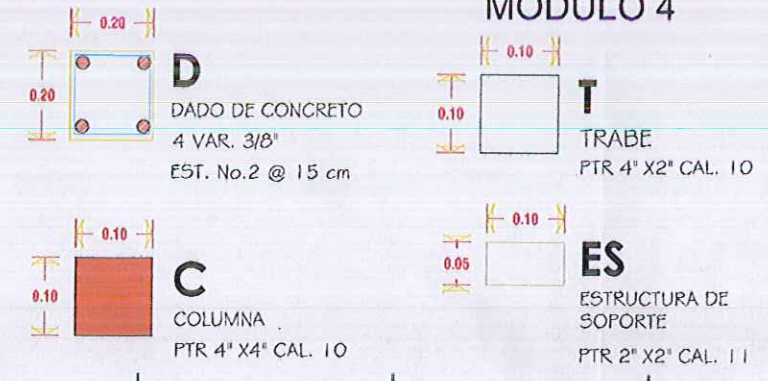 MODULO 4
0.20
0.20
D
DADO DE CONCRETO
4 VAR. 3/8"
EST. No.2 @ 15 cm
0.10
0.10
T
TRABE
PTR 4" X2" CAL. 10
0.10
0.10
C
COLUMNA
PTR 4" X4" CAL. 10
0.10
0.05
ES
ESTRUCTURA DE
SOPORTE
PTR 2" X2" CAL. 11